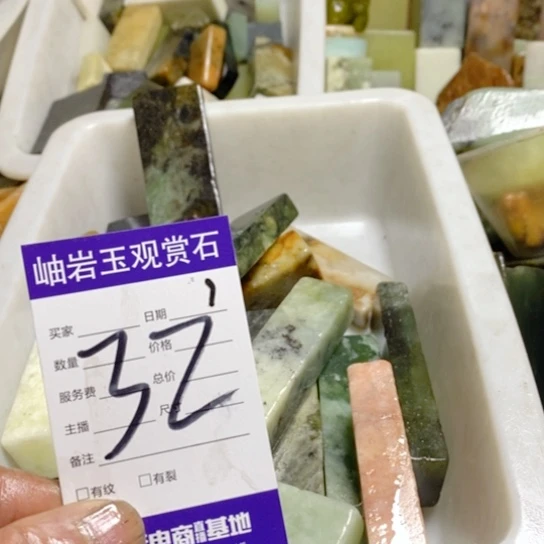 岫岩玉观赏石
买家 日期
数量 价格
服务费 总价
主播 尺寸
备注
32
□有纹 □有裂
电商直播基地